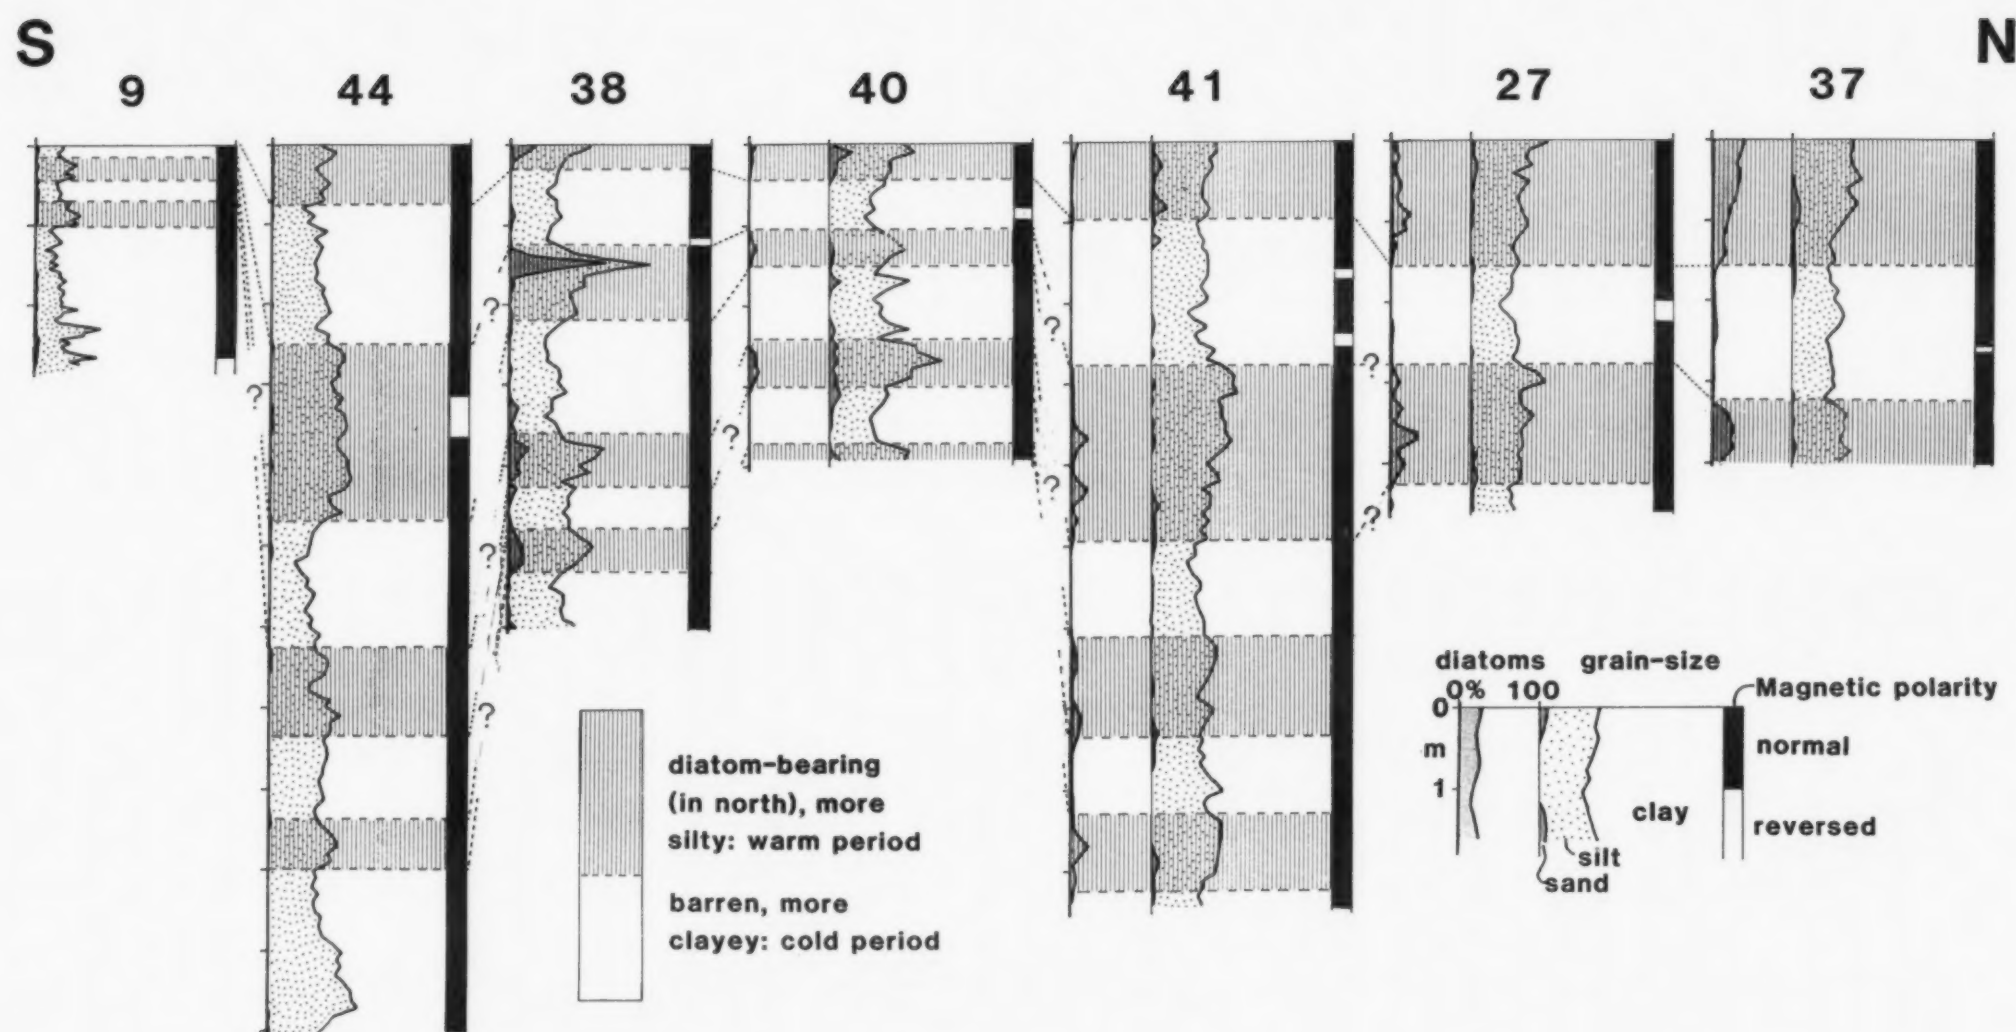 S N
9 44 38 40 41 27 37
?
?
?
?
?
?
?
?
?
?
diatoms grain-size
0% 100
Magnetic polarity
0
m
normal
1
clay
reversed
silt
sand
diatom-bearing
(in north), more
silty: warm period
barren, more
clayey: cold period